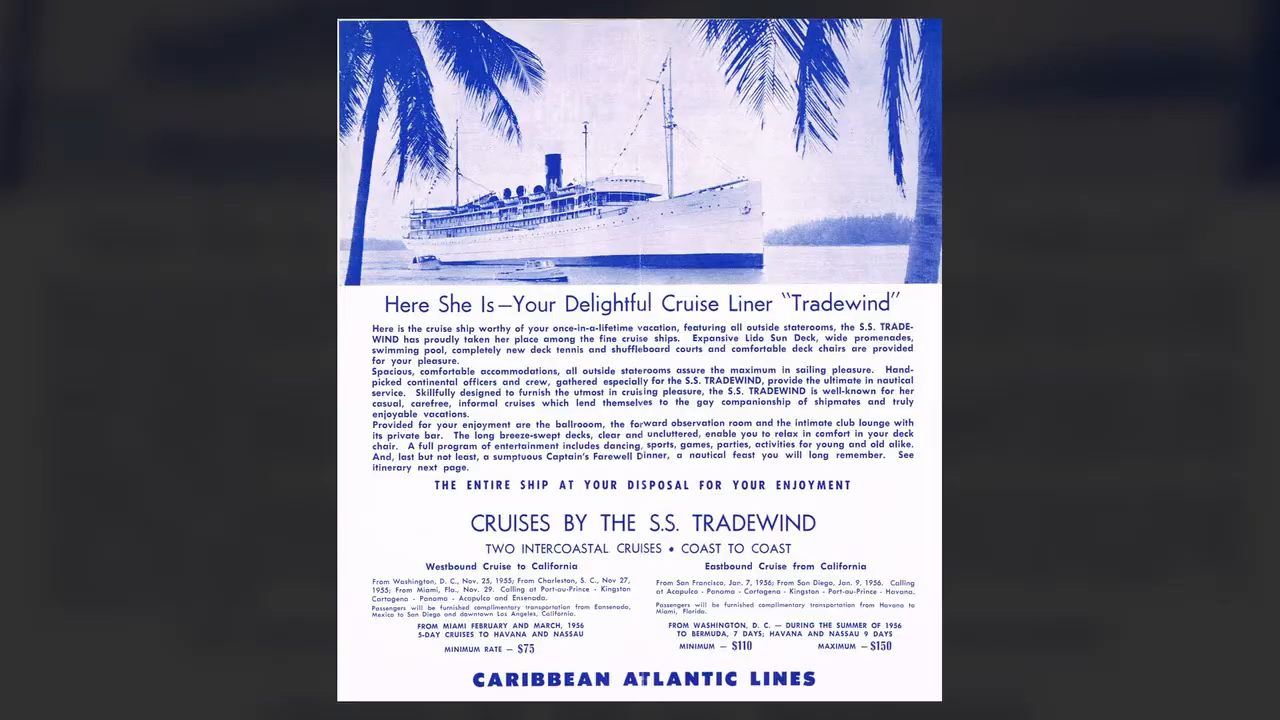 Here She Is—Your Delightful Cruise Liner "Tradewind"
Here is the cruise ship worthy of your once-in-a-lifetime vacation, featuring all outside staterooms, the S.S. TRADE-
WIND has proudly taken her place among the fine cruise ships. Expansive Lido Sun Deck, wide promenades,
swimming pool, completely new deck tennis and shuffleboard courts and comfortable deck chairs are provided
for your pleasure.
Spacious, comfortable accommodations, all outside staterooms assure the maximum in sailing pleasure. Hand-
picked continental officers and crew, gathered especially for the S.S. TRADEWIND, provide the ultimate in nautical
service. Skillfully designed to furnish the utmost in cruising pleasure, the S.S. TRADEWIND is well-known for her
casual, carefree, informal cruises which lend themselves to the gay companionship of shipmates and truly
enjoyable vacations.
Provided for your enjoyment are the ballrooom, the forward observation room and the intimate club lounge with
its private bar. The long breeze-swept decks, clear and uncluttered, enable you to relax in comfort in your deck
chair. A full program of entertainment includes dancing, sports, games, parties, activities for young and old alike.
And, last but not least, a sumptuous Captain's Farewell Dinner, a nautical feast you will long remember. See
itinerary next page.
THE ENTIRE SHIP AT YOUR DISPOSAL FOR YOUR ENJOYMENT
CRUISES BY THE S.S. TRADEWIND
TWO INTERCOASTAL CRUISES • COAST TO COAST
Westbound Cruise to California
From Washington, D. C., Nov. 25, 1955; From Charleston, S. C., Nov 27,
1955; From Miami, Fla., Nov. 29. Calling at Port-au-Prince - Kingston
Cartagena - Panama - Acapulco and Ensenada.
Passengers will be furnished complimentary transportation from Eansenada,
Mexico to San Diego and downtown Los Angeles, California.
FROM MIAMI FEBRUARY AND MARCH, 1956
5-DAY CRUISES TO HAVANA AND NASSAU
MINIMUM RATE — $75
Eastbound Cruise from California
From San Francisco, Jan. 7, 1956; From San Diego, Jan. 9, 1956. Calling
at Acapulco - Panama - Cartogena - Kingston - Port-au-Prince - Havana.
Passengers will be furnished complimentary transportation from Havana to
Miami, Florida.
FROM WASHINGTON, D. C. — DURING THE SUMMER OF 1956
TO BERMUDA, 7 DAYS; HAVANA AND NASSAU 9 DAYS
MINIMUM — $110 MAXIMUM — $150
CARIBBEAN ATLANTIC LINES